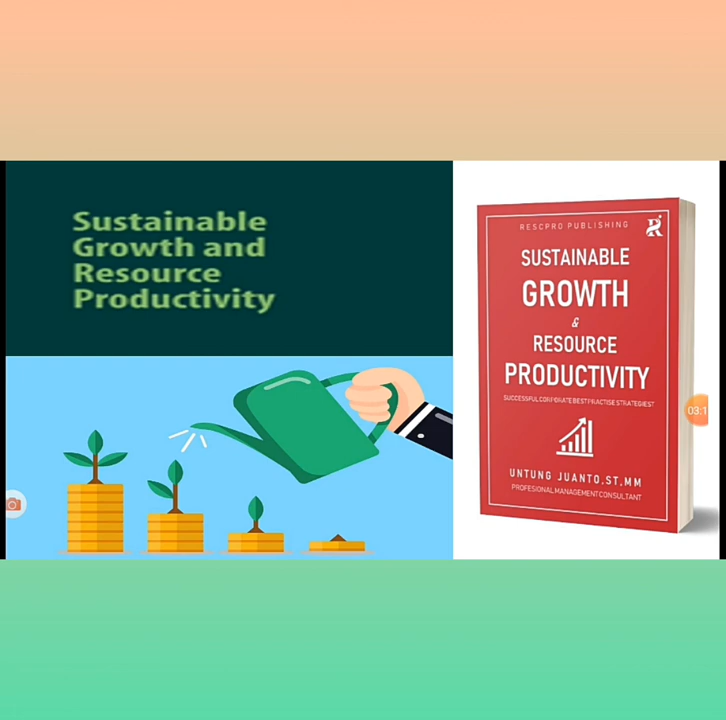 Sustainable
Growth and
Resource
Productivity
RESCPRO PUBLISHING
R
SUSTAINABLE
GROWTH
&
RESOURCE
PRODUCTIVITY
SUCCESSFUL CORPORATE BEST PRACTISE STRATEGIEST
UNTUNG JUANTO,ST,MM
PROFESIONAL MANAGEMENT CONSULTANT
03:1